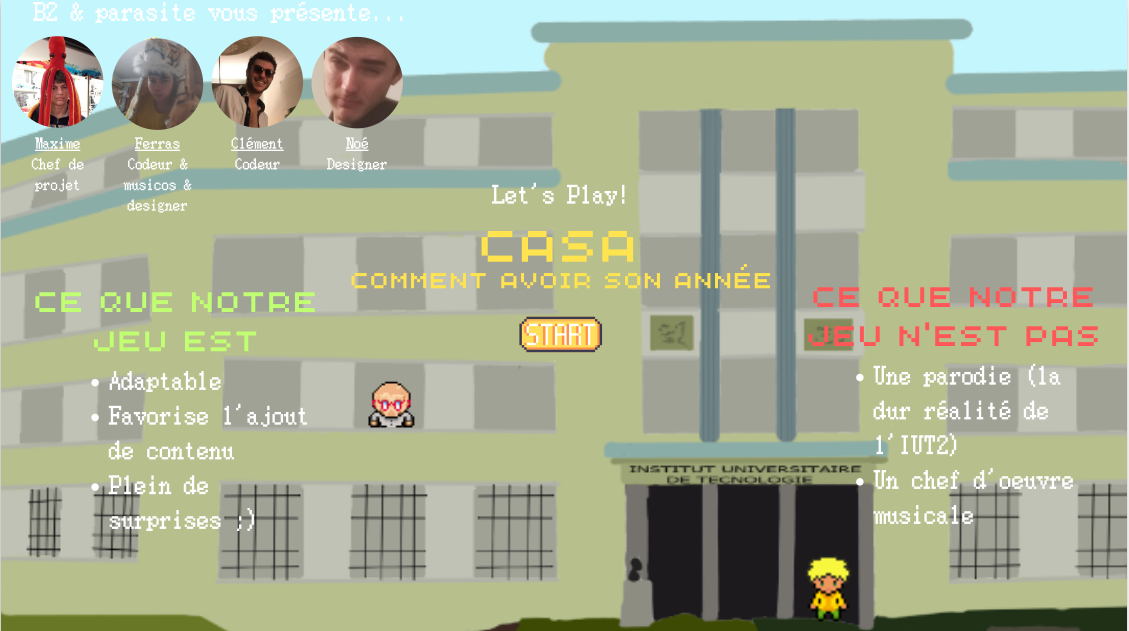 B2 & parasite vous présente...
Maxime
Chef de
projet
Ferras
Codeur &
musicos &
designer
Clément
Codeur
Noé
Designer
Let's Play!
CASA
COMMENT AVOIR SON ANNÉE
START
CE QUE NOTRE
JEU EST
• Adaptable
• Favorise l'ajout
de contenu
• Plein de
surprises ;)
CE QUE NOTRE
JEU N'EST PAS
• Une parodie (la
dur réalité de
l'IUT2)
• Un chef d'oeuvre
musicale
INSTITUT UNIVERSITAIRE
DE TECNOLOGIE